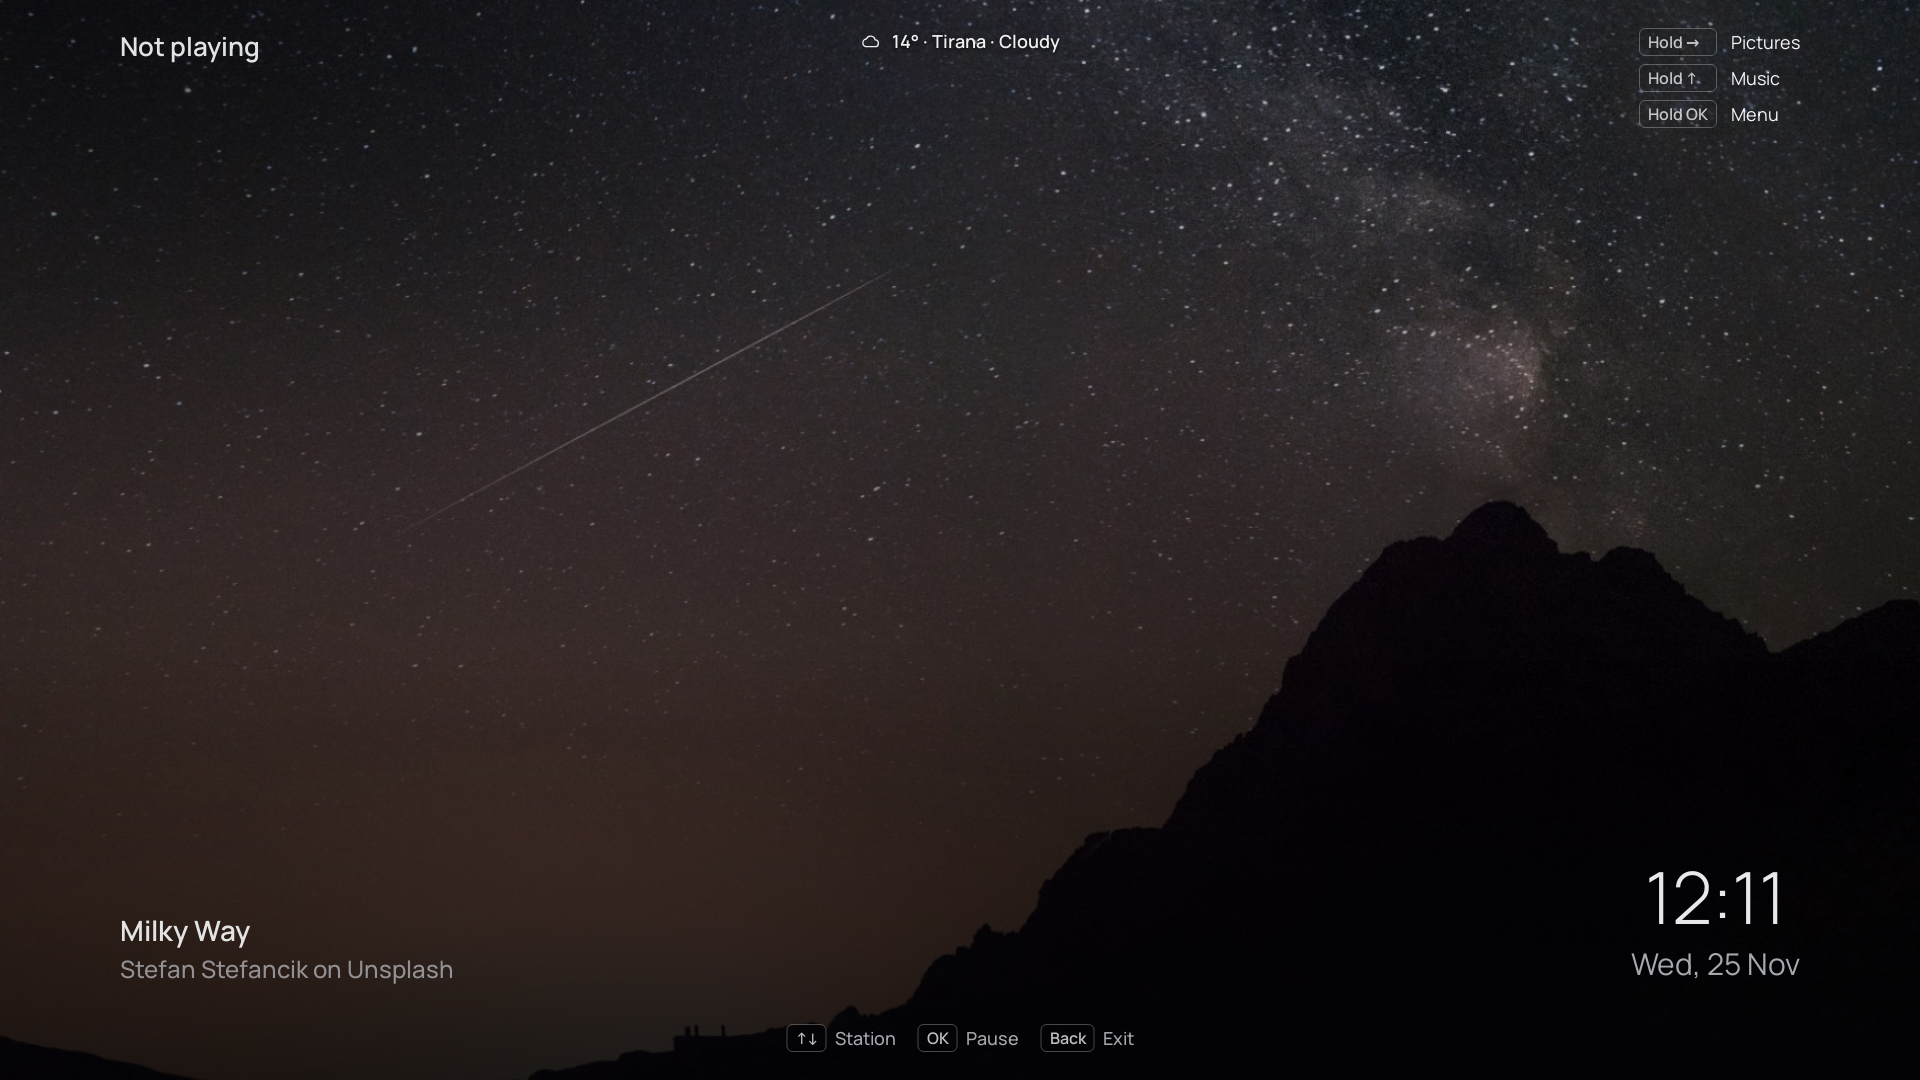 Not playing
14° · Tirana · Cloudy
Hold → Pictures
Hold ↑ Music
Hold OK Menu
Milky Way
Stefan Stefancik on Unsplash
12:11
Wed, 25 Nov
↑↓ Station OK Pause Back Exit